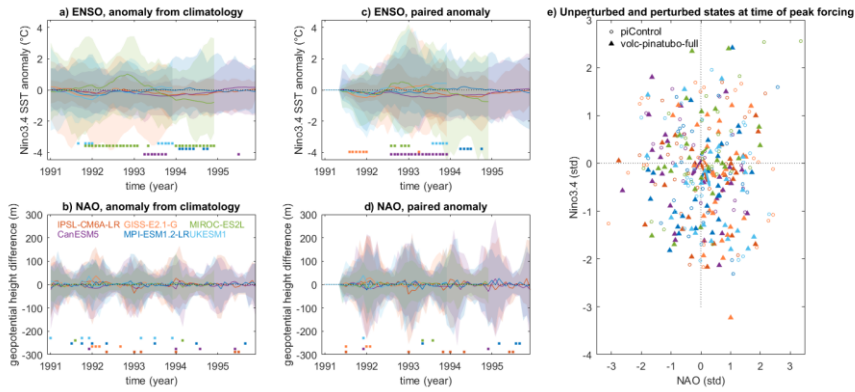 a) ENSO, anomaly from climatology
Nino3.4 SST anomaly (°C)
4
2
0
-2
-4
1991 1992 1993 1994 1995
time (year)
c) ENSO, paired anomaly
Nino3.4 SST anomaly (°C)
4
2
0
-2
-4
1991 1992 1993 1994 1995
time (year)
b) NAO, anomaly from climatology
geopotential height difference (m)
300
200
100
0
-100
-200
-300
IPSL-CM6A-LR GISS-E2.1-G MIROC-ES2L
CanESM5 MPI-ESM1.2-LR UKESM1
1991 1992 1993 1994 1995
time (year)
d) NAO, paired anomaly
geopotential height difference (m)
300
200
100
0
-100
-200
-300
1991 1992 1993 1994 1995
time (year)
e) Unperturbed and perturbed states at time of peak forcing
piControl
volc-pinatubo-full
Nino3.4 (std)
3
2
1
0
-1
-2
-3
-4
-3 -2 -1 0 1 2 3
NAO (std)